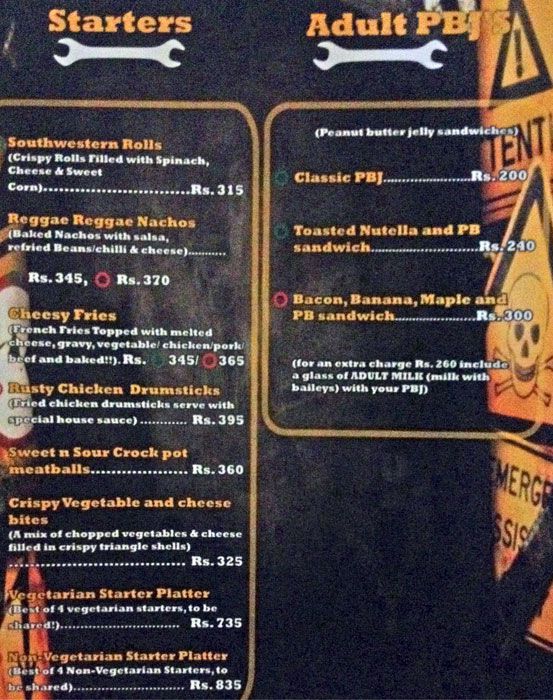 Starters
Southwestern Rolls
(Crispy Rolls Filled with Spinach,
Cheese & Sweet
Corn)..............................Rs. 315
Reggae Reggae Nachos
(Baked Nachos with salsa,
refried Beans/chilli & cheese)...........
Rs. 345, Rs. 370
Cheesy Fries
(French Fries Topped with melted
cheese, gravy, vegetable/ chicken/pork/
beef and baked!!). Rs. 345/ 365
Rusty Chicken Drumsticks
(Fried chicken drumsticks serve with
special house sauce)............ Rs. 395
Sweet n Sour Crock pot
meatballs.................... Rs. 360
Crispy Vegetable and cheese
bites
(A mix of chopped vegetables & cheese
filled in crispy triangle shells)
.................................... Rs. 325
Vegetarian Starter Platter
(Best of 4 vegetarian starters, to be
shared!).............................. Rs. 735
Non-Vegetarian Starter Platter
(Best of 4 Non-Vegetarian Starters, to
be shared)........................... Rs. 835
Adult PBJ'S
(Peanut butter jelly sandwiches)
Classic PBJ......................Rs. 200
Toasted Nutella and PB
sandwich...........................Rs. 240
Bacon, Banana, Maple and
PB sandwich....................Rs. 300
(for an extra charge Rs. 260 include
a glass of ADULT MILK (milk with
baileys) with your PBJ)
TENT
EMERGE
SSIS